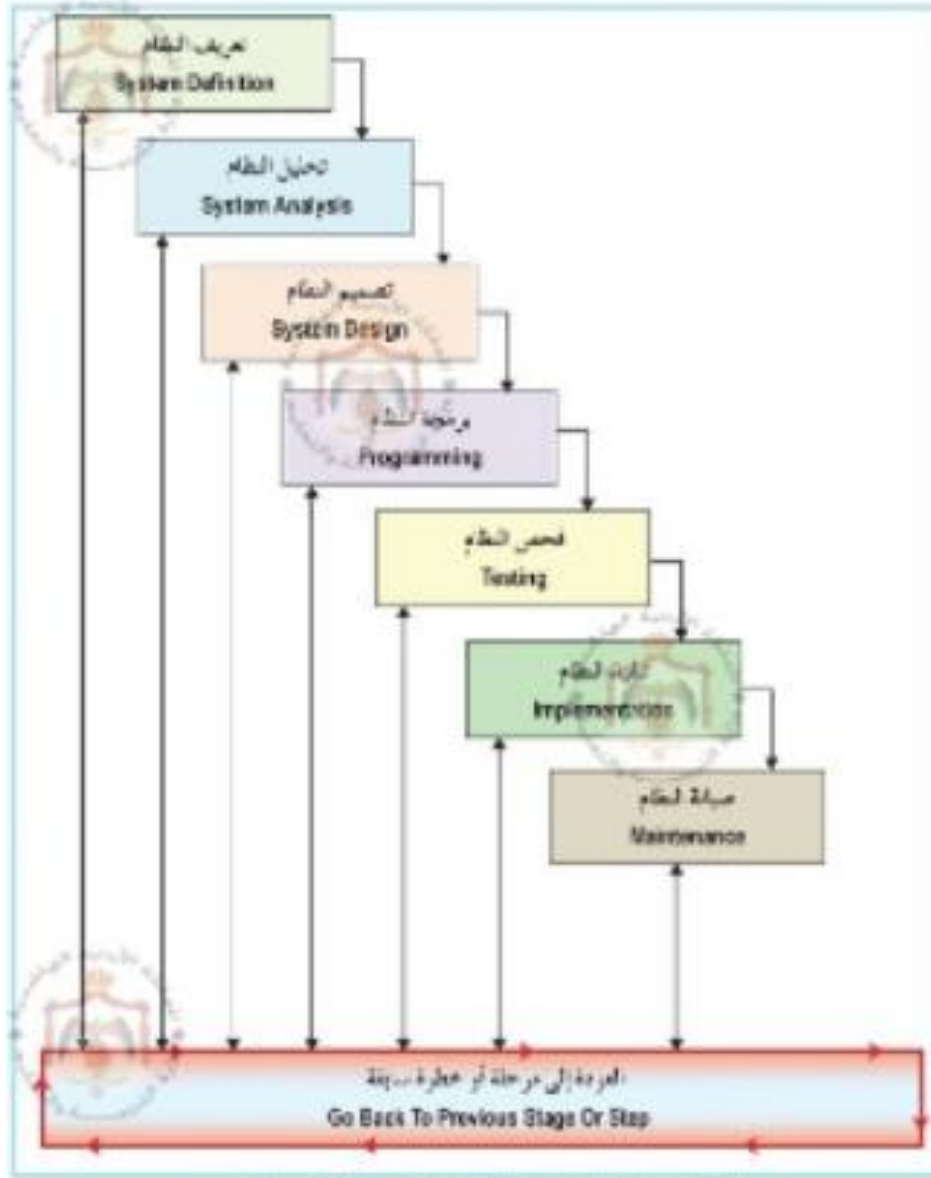 تعريف النظام
System Definition
تحليل النظام
System Analysis
تصميم النظام
System Design
برمجة النظام
Programming
فحص النظام
Testing
النظام
Implementation
صيانة النظام
Maintenance
العودة إلى مرحلة أو خطوة سابقة
Go Back To Previous Stage Or Step